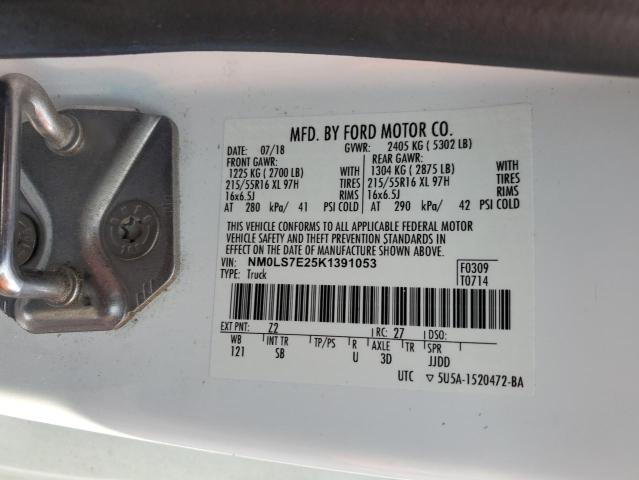 MFD. BY FORD MOTOR CO.
DATE: 07/18 GVWR: 2405 KG ( 5302 LB)
FRONT GAWR: REAR GAWR:
1225 KG ( 2700 LB) WITH 1304 KG ( 2875 LB) WITH
215/55R16 XL 97H TIRES 215/55R16 XL 97H TIRES
16x6.5J RIMS 16x6.5J RIMS
AT 280 kPa/ 41 PSI COLD AT 290 kPa/ 42 PSI COLD
THIS VEHICLE CONFORMS TO ALL APPLICABLE FEDERAL MOTOR
VEHICLE SAFETY AND THEFT PREVENTION STANDARDS IN
EFFECT ON THE DATE OF MANUFACTURE SHOWN ABOVE.
VIN: NM0LS7E25K1391053 F0309
TYPE: Truck T0714
EXT PNT: Z2 RC: 27 DSO:
WB INT TR TP/PS R AXLE TR SPR
121 SB U 3D JJDD
UTC ▽ 5U5A-1520472-BA